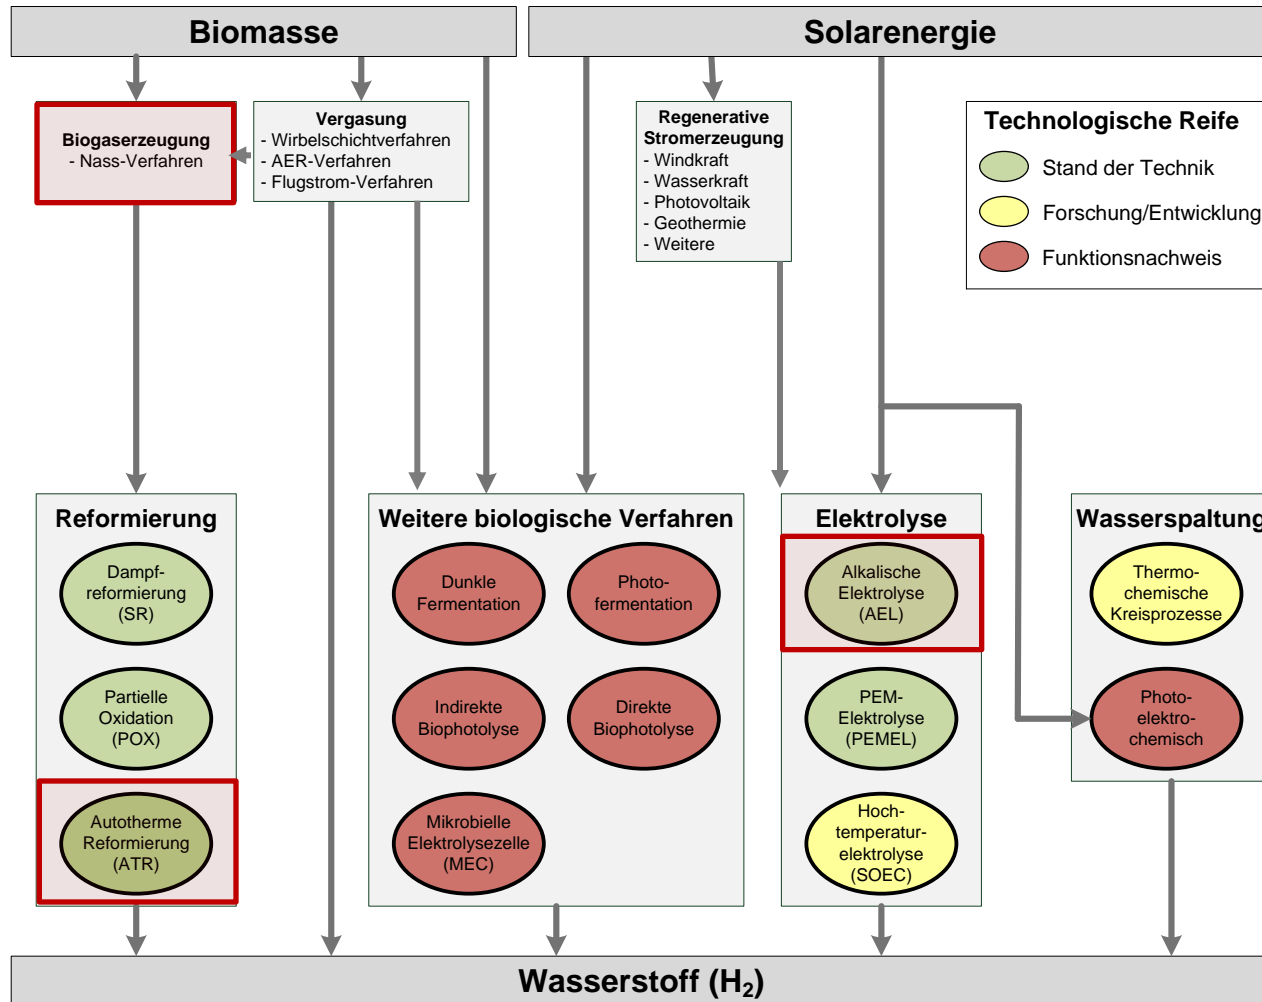 Biomasse
Solarenergie
Biogaserzeugung
- Nass-Verfahren
Vergasung
- Wirbelschichtverfahren
- AER-Verfahren
- Flugstrom-Verfahren
Regenerative
Stromerzeugung
- Windkraft
- Wasserkraft
- Photovoltaik
- Geothermie
- Weitere
Technologische Reife
Stand der Technik
Forschung/Entwicklung
Funktionsnachweis
Reformierung
Dampf-
reformierung
(SR)
Partielle
Oxidation
(POX)
Autotherme
Reformierung
(ATR)
Weitere biologische Verfahren
Dunkle
Fermentation
Photo-
fermentation
Indirekte
Biophotolyse
Direkte
Biophotolyse
Mikrobielle
Elektrolysezelle
(MEC)
Elektrolyse
Alkalische
Elektrolyse
(AEL)
PEM-
Elektrolyse
(PEMEL)
Hoch-
temperatur-
elektrolyse
(SOEC)
Wasserspaltung
Thermo-
chemische
Kreisprozesse
Photo-
elektro-
chemisch
Wasserstoff (H₂)